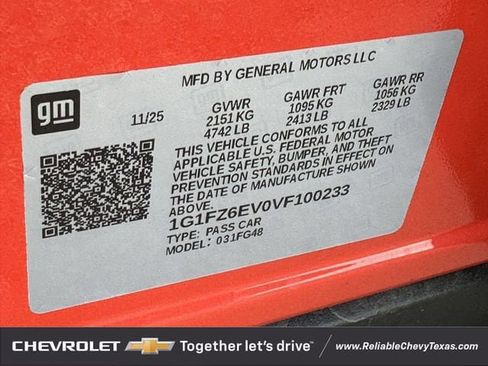 MFD BY GENERAL MOTORS LLC
gm
11/25
GVWR GAWR FRT GAWR RR
2151 KG 1095 KG 1056 KG
4742 LB 2413 LB 2329 LB
THIS VEHICLE CONFORMS TO ALL
APPLICABLE U.S. FEDERAL MOTOR
VEHICLE SAFETY, BUMPER, AND THEFT
PREVENTION STANDARDS IN EFFECT ON
THE DATE OF MANUFACTURE SHOWN
ABOVE.
1G1FZ6EV0VF100233
TYPE: PASS CAR
MODEL: 031FG48
CHEVROLET Together let's drive™ www.ReliableChevyTexas.com